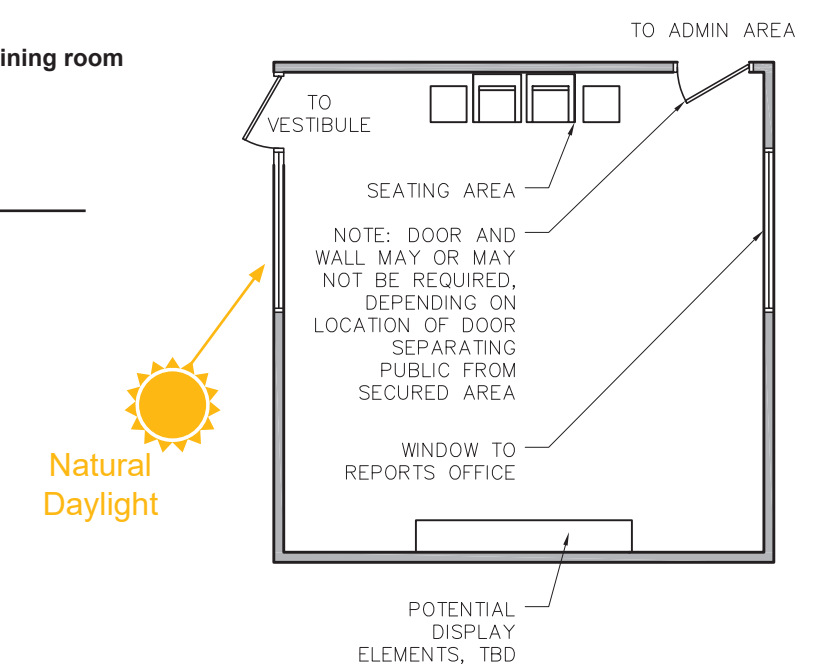 TO ADMIN AREA
ining room
TO
VESTIBULE
SEATING AREA
NOTE: DOOR AND
WALL MAY OR MAY
NOT BE REQUIRED,
DEPENDING ON
LOCATION OF DOOR
SEPARATING
PUBLIC FROM
SECURED AREA
WINDOW TO
REPORTS OFFICE
Natural
Daylight
POTENTIAL
DISPLAY
ELEMENTS, TBD